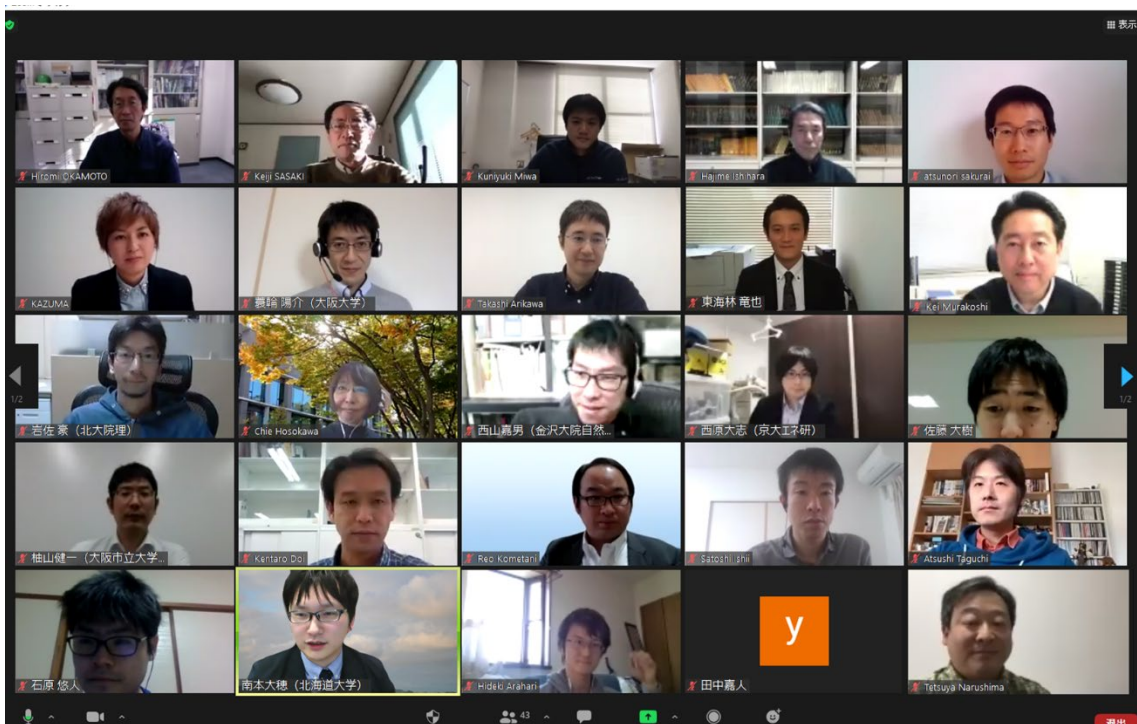 表示
Hiromi OKAMOTO
Keiji SASAKI
Kuniyuki Miwa
Hajime Ishihara
atsunori sakurai
KAZUMA
蓑輪 陽介（大阪大学）
Takashi Arikawa
東海林 竜也
Kei Murakoshi
1/2
1/2
岩佐 豪（北大院理）
Chie Hosokawa
西山嘉男（金沢大院自然...
西原大志（京大エネ研）
佐藤 大樹
柚山健一（大阪市立大学...
Kentaro Doi
Reo Kometani
Satoshi Ishii
Atsushi Taguchi
石原 悠人
南本大穂（北海道大学）
Hideki Arahari
y
田中嘉人
Tetsuya Narushima
43
退出